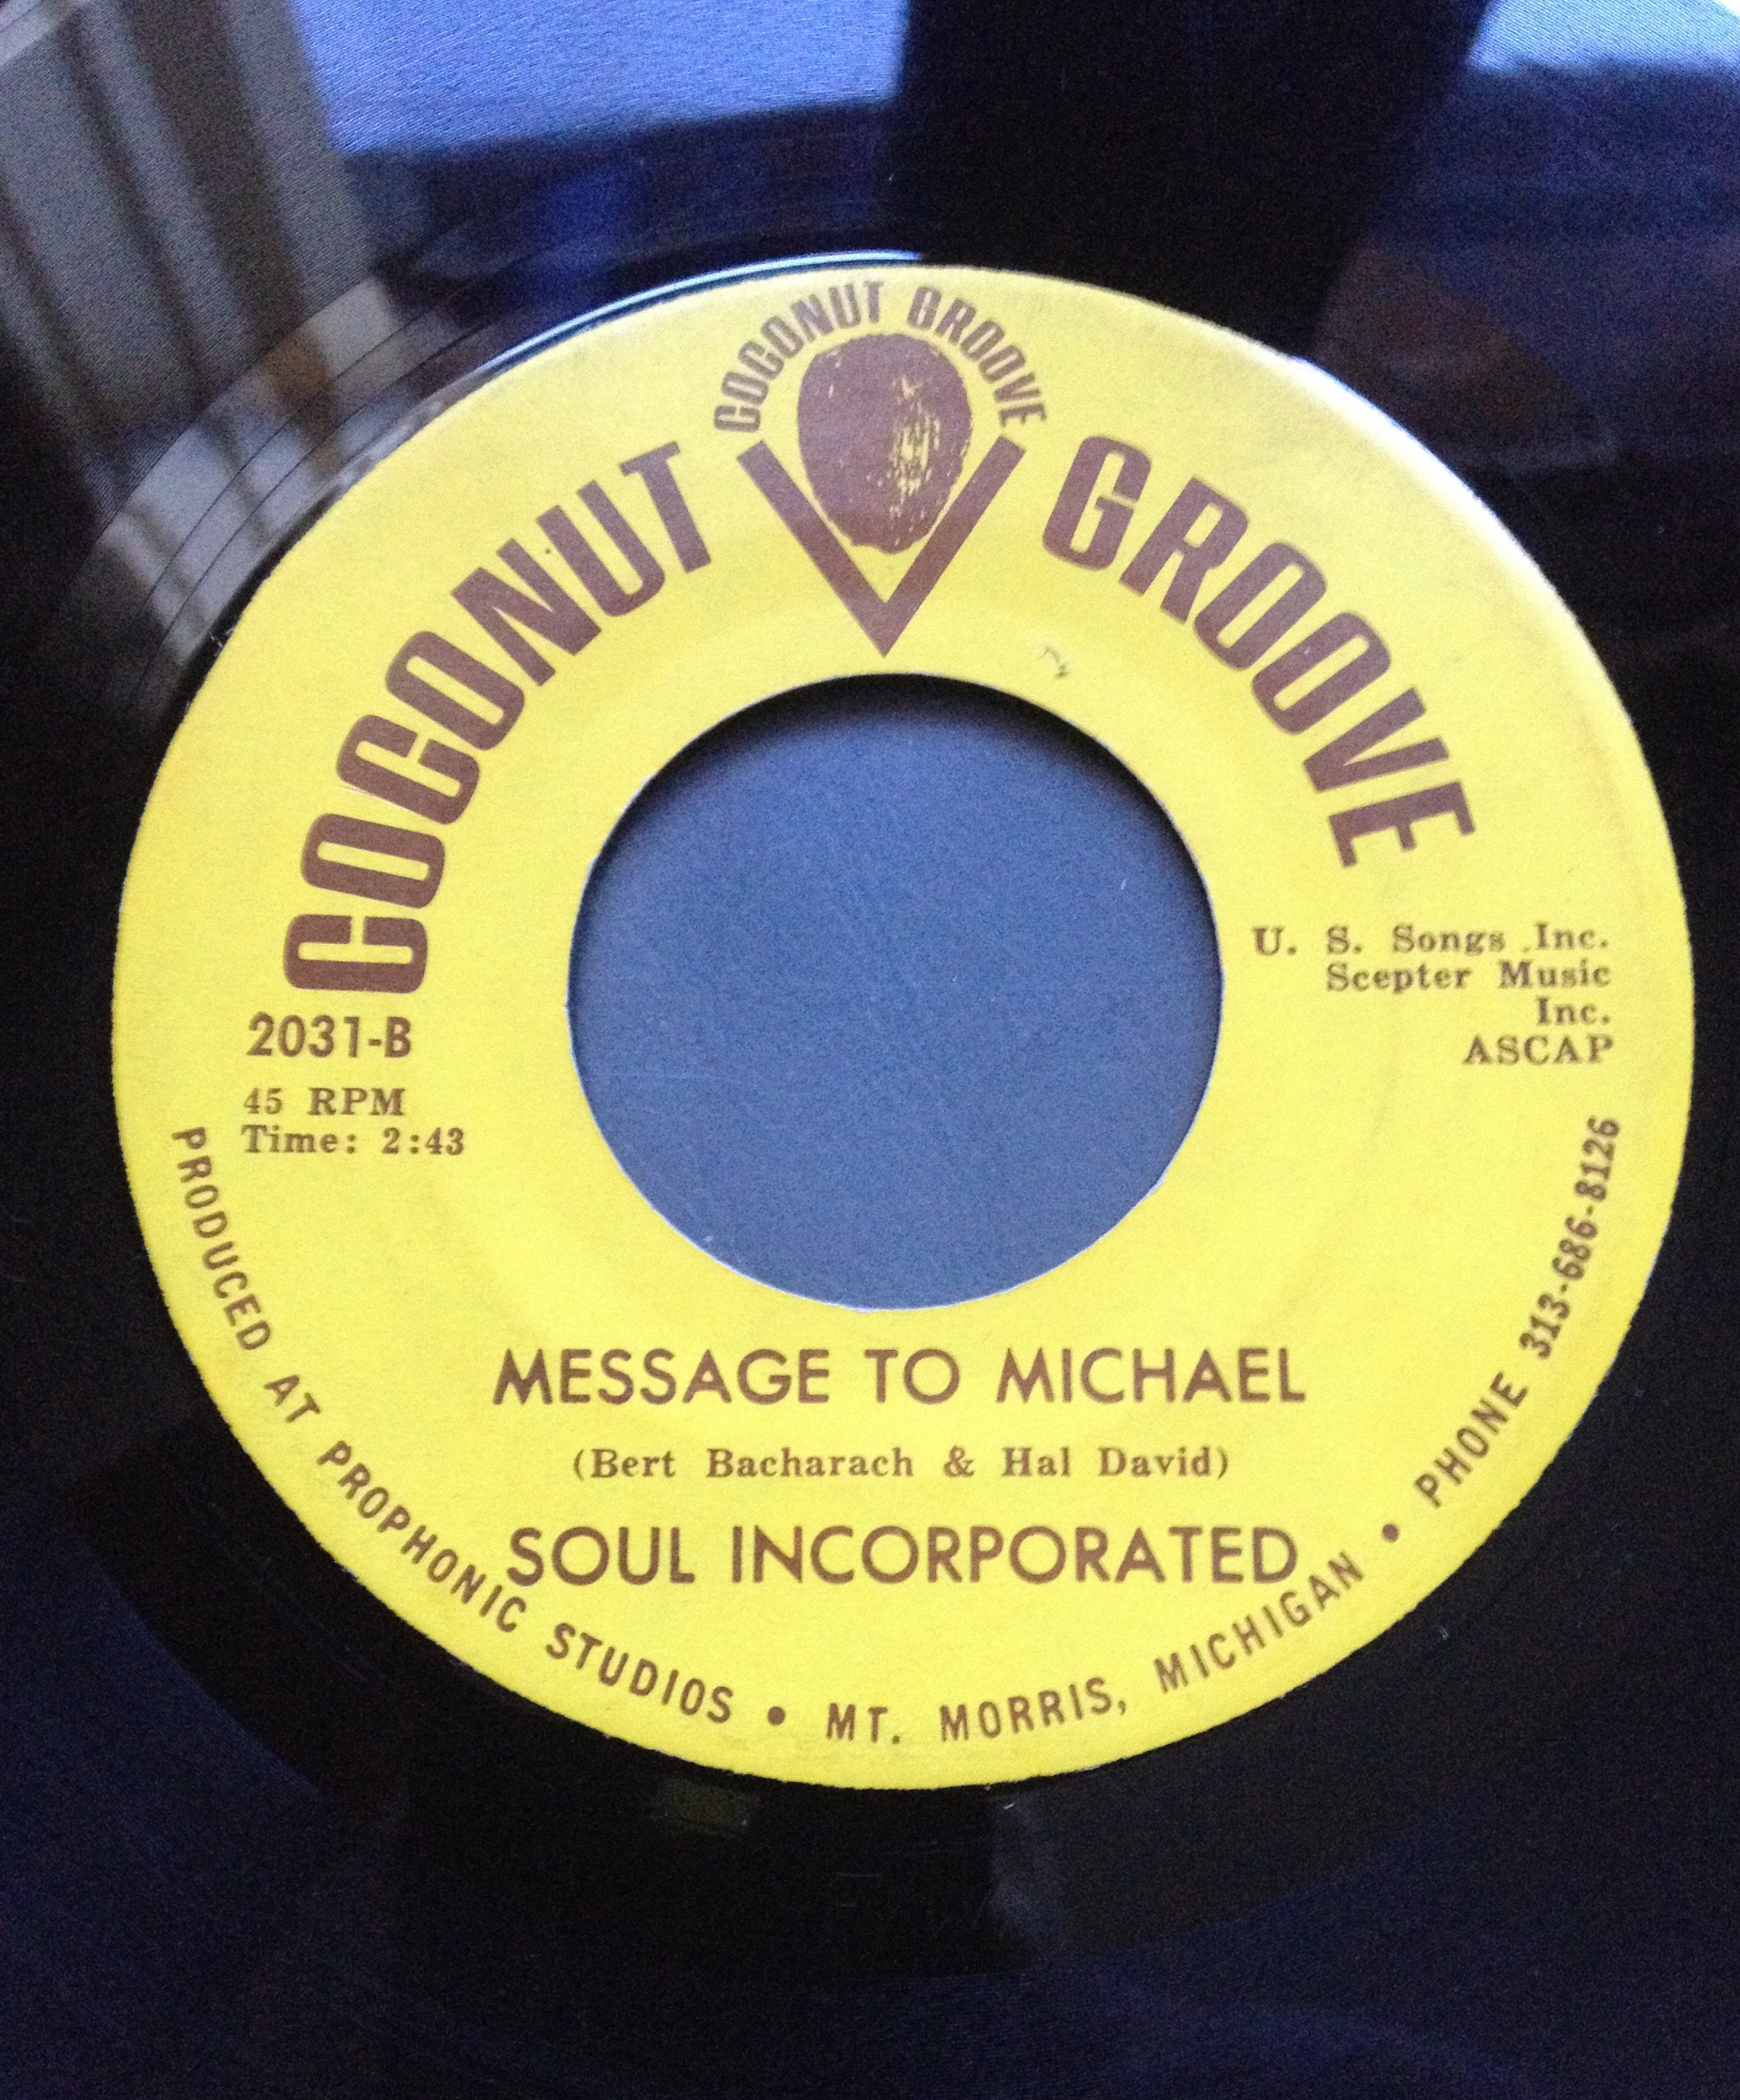 COCONUT GROOVE
COCONUT GROOVE
2031-B
45 RPM
Time: 2:43
U. S. Songs Inc.
Scepter Music
Inc.
ASCAP
MESSAGE TO MICHAEL
(Bert Bacharach & Hal David)
SOUL INCORPORATED
PRODUCED AT PROPHONIC STUDIOS • MT. MORRIS, MICHIGAN • PHONE 313-686-8126